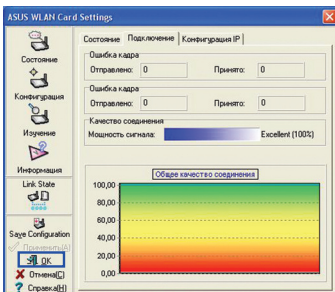 ASUS WLAN Card Settings
Состояние Подключение Конфигурация IP
Состояние
Конфигурация
Изучение
Информация
Link State
Save Configuration
Применить(A)
OK
Отмена(C)
Справка(H)
Ошибка кадра
Отправлено: 0 Принято: 0
Ошибка кадра
Отправлено: 0 Принято: 0
Качество соединения
Мощность сигнала: Excellent (100%)
Общее качество соединения
100,00
80,00
60,00
40,00
20,00
0,00